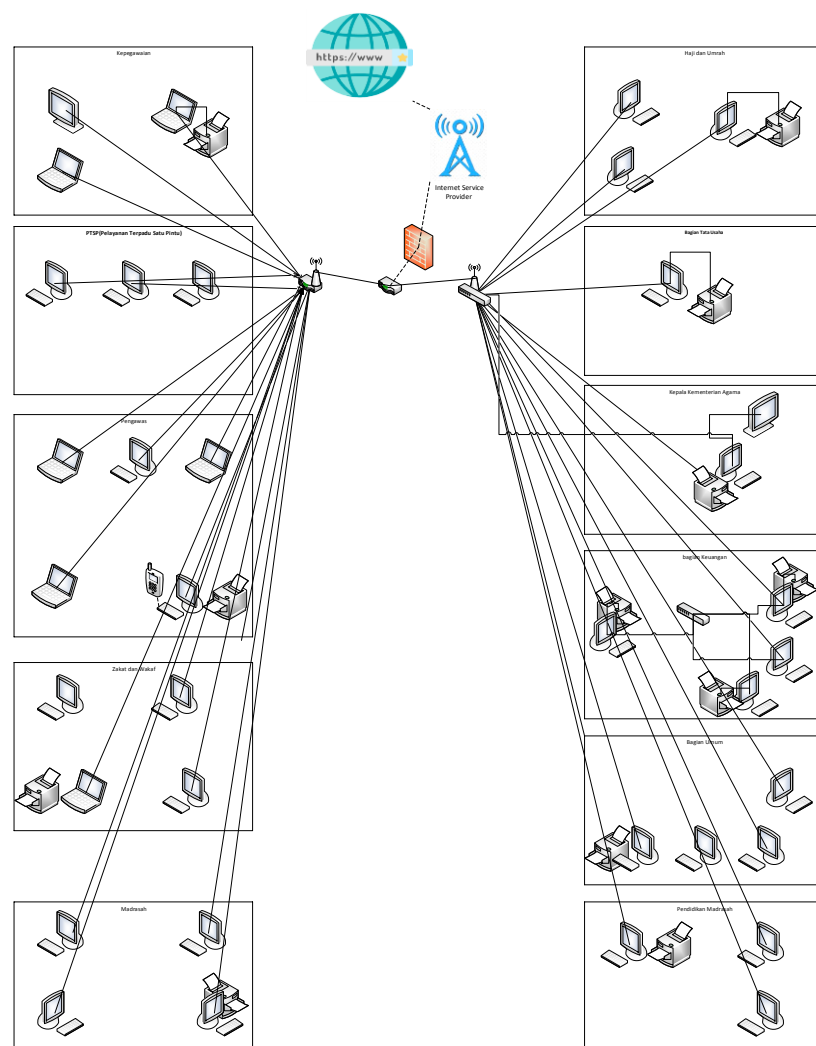 https://www
Internet Service
Provider
Kepegawaian
PTSP(Pelayanan Terpadu Satu Pintu)
Pengawas
Zakat dan Wakaf
Madrasah
Haji dan Umrah
Bagian Tata Usaha
Kepala Kementerian Agama
bagian Keuangan
Bagian Umum
Pendidikan Madrasah